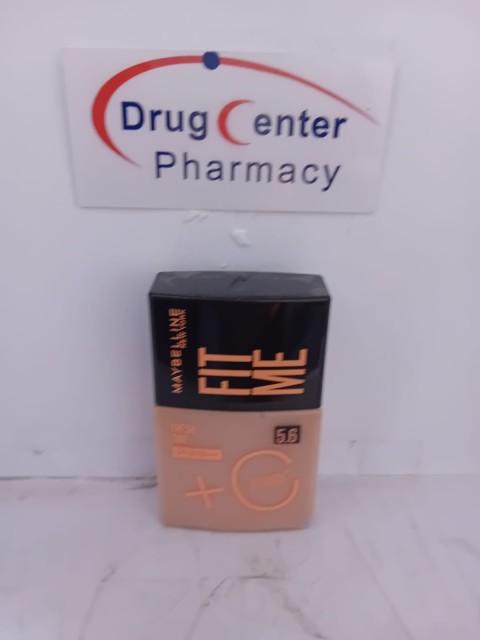 Drug Center
Pharmacy
MAYBELLINE
NEW YORK
FIT
ME
5.6